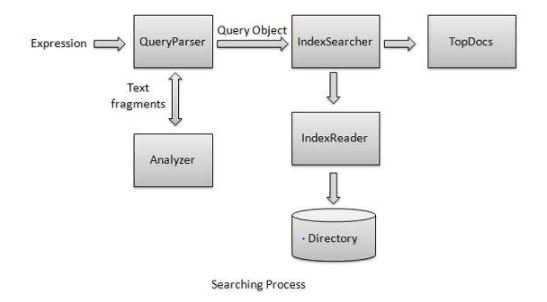 Expression
QueryParser
Query Object
IndexSearcher
TopDocs
Text
fragments
Analyzer
IndexReader
Directory
Searching Process